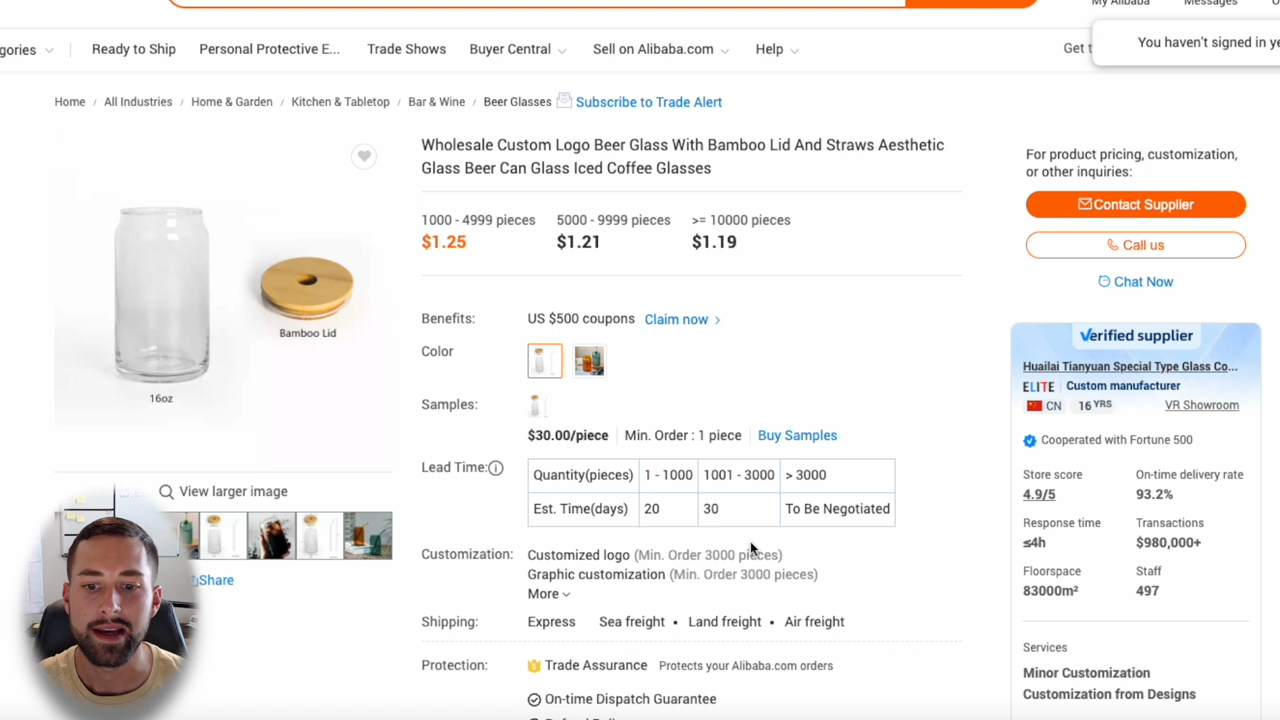 My Alibaba Messages
gories
Ready to Ship
Personal Protective E...
Trade Shows
Buyer Central
Sell on Alibaba.com
Help
Get
You haven't signed in
Home / All Industries / Home & Garden / Kitchen & Tabletop / Bar & Wine / Beer Glasses
Subscribe to Trade Alert
Bamboo Lid
16oz
View larger image
Share
Wholesale Custom Logo Beer Glass With Bamboo Lid And Straws Aesthetic
Glass Beer Can Glass Iced Coffee Glasses
1000 - 4999 pieces 5000 - 9999 pieces >= 10000 pieces
$1.25 $1.21 $1.19
Benefits: US $500 coupons Claim now >
Color
Samples:
$30.00/piece Min. Order : 1 piece Buy Samples
Lead Time: Quantity(pieces) 1 - 1000 1001 - 3000 > 3000
Est. Time(days) 20 30 To Be Negotiated
Customization: Customized logo (Min. Order 3000 pieces)
Graphic customization (Min. Order 3000 pieces)
More
Shipping: Express Sea freight • Land freight • Air freight
Protection: Trade Assurance Protects your Alibaba.com orders
On-time Dispatch Guarantee
For product pricing, customization,
or other inquiries:
Contact Supplier
Call us
Chat Now
Verified supplier
Huailai Tianyuan Special Type Glass Co...
ELITE Custom manufacturer
CN 16 YRS VR Showroom
Cooperated with Fortune 500
Store score On-time delivery rate
4.9/5 93.2%
Response time Transactions
≤4h $980,000+
Floorspace Staff
83000m² 497
Services
Minor Customization
Customization from Designs